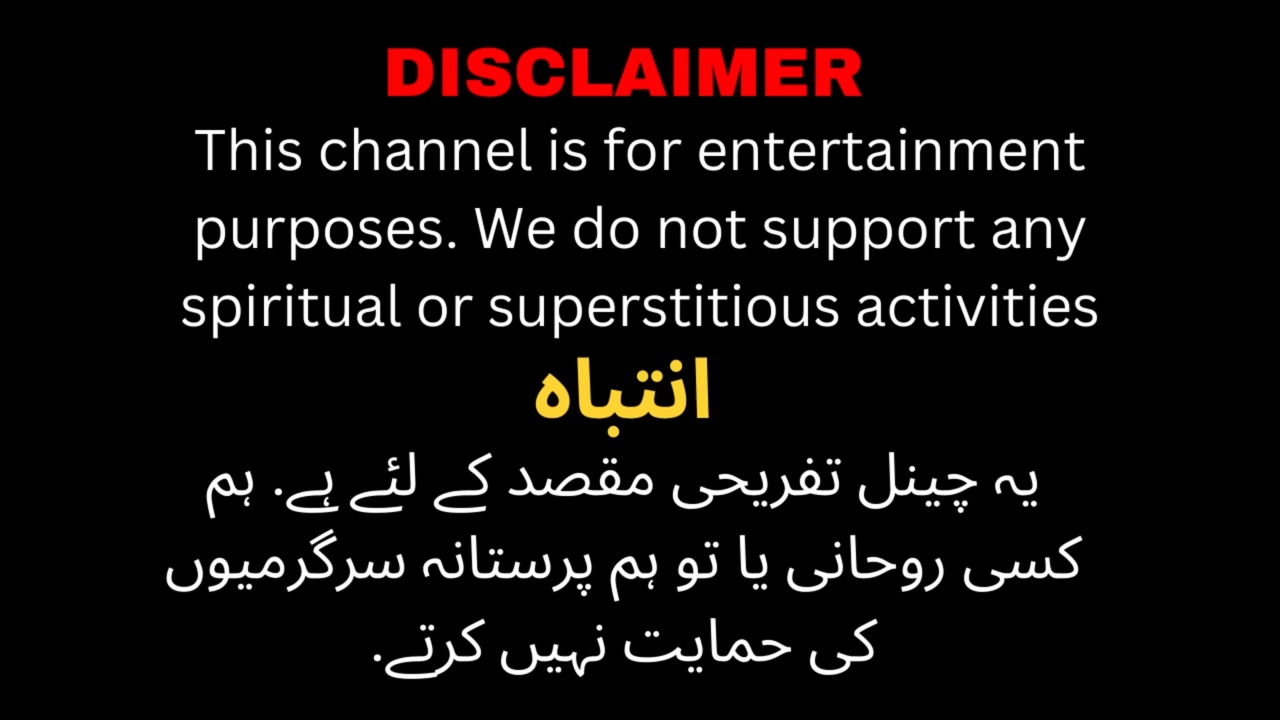 DISCLAIMER
This channel is for entertainment
purposes. We do not support any
spiritual or superstitious activities
انتباہ
یہ چینل تفریحی مقصد کے لئے ہے. ہم
کسی روحانی یا تو ہم پرستانہ سرگرمیوں
کی حمایت نہیں کرتے.